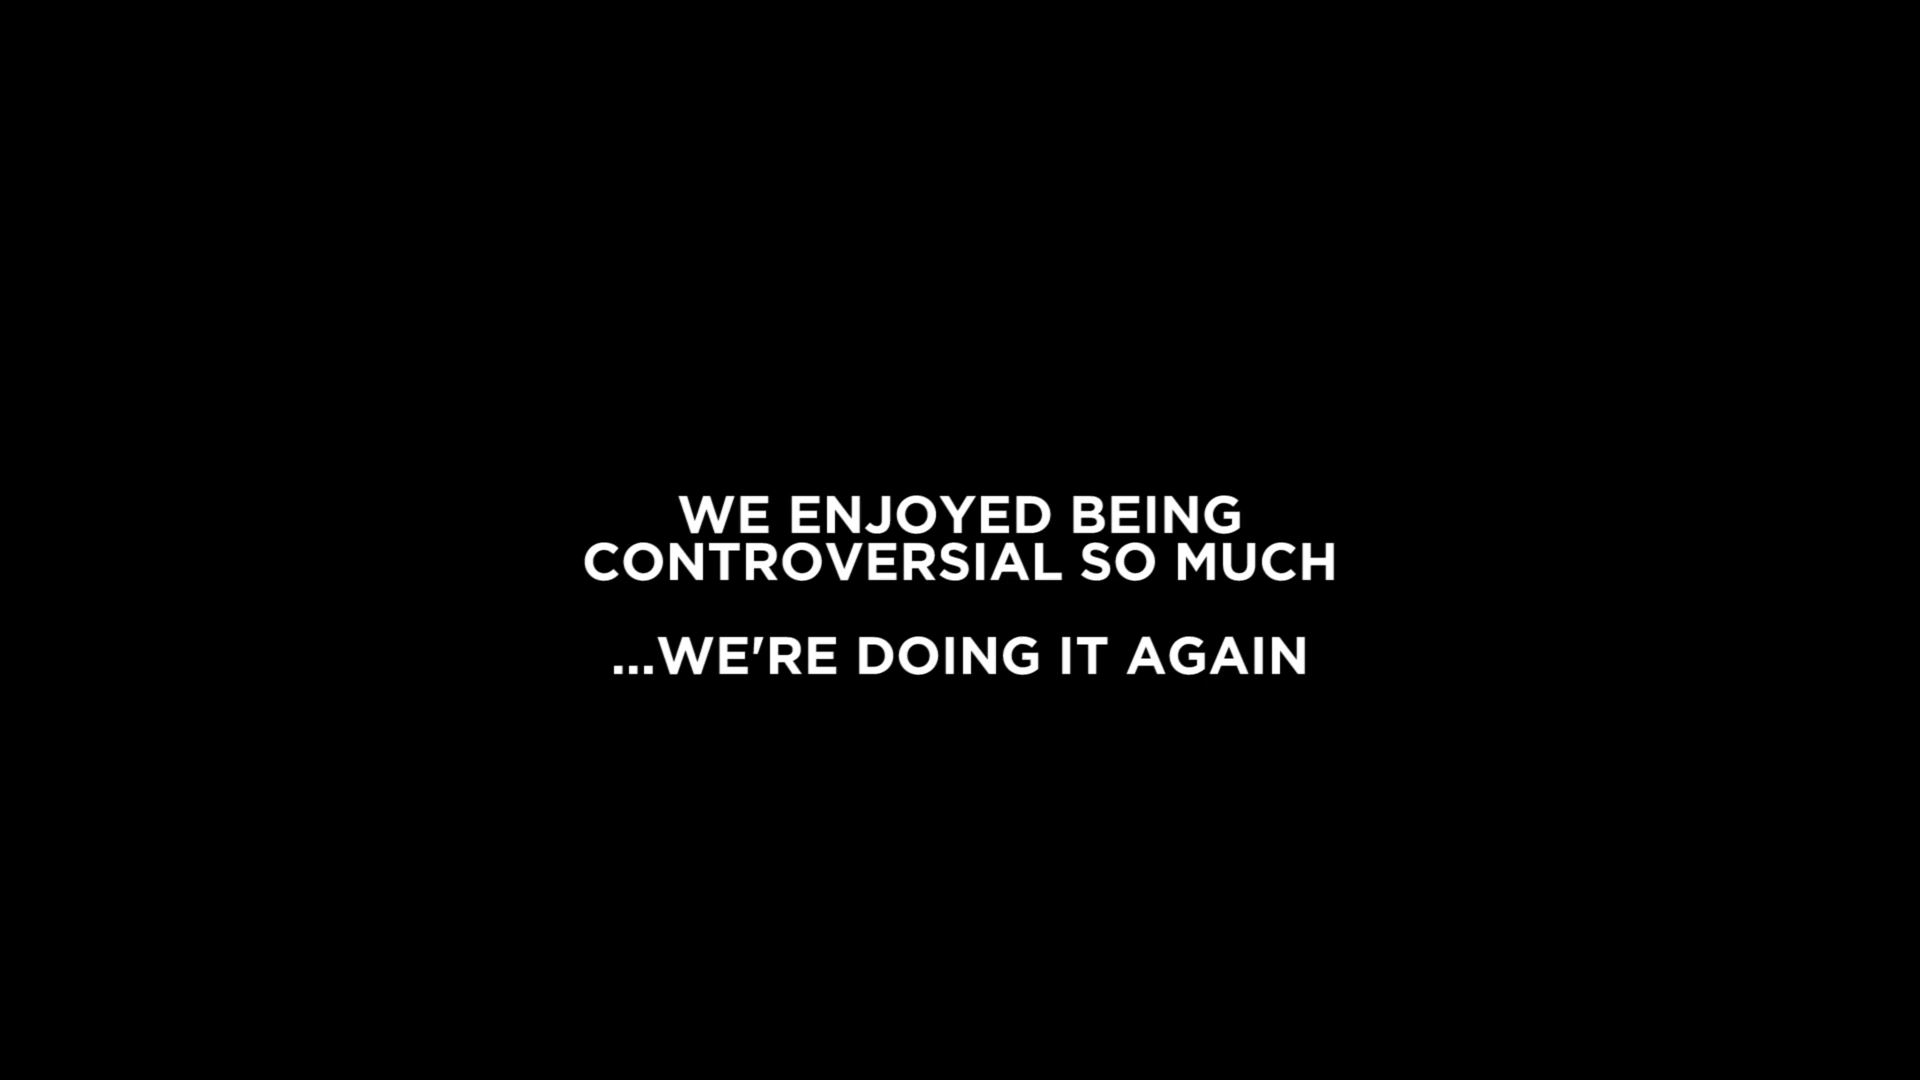 WE ENJOYED BEING
CONTROVERSIAL SO MUCH
...WE'RE DOING IT AGAIN